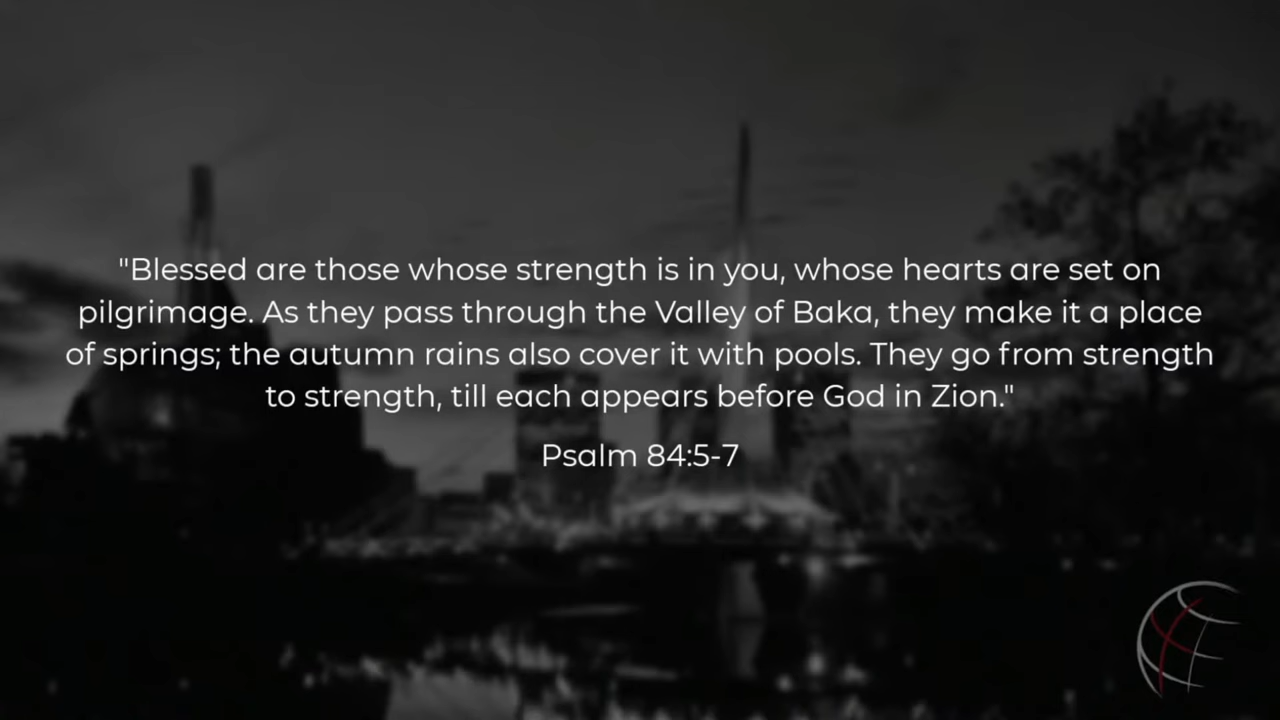 "Blessed are those whose strength is in you, whose hearts are set on
pilgrimage. As they pass through the Valley of Baka, they make it a place
of springs; the autumn rains also cover it with pools. They go from strength
to strength, till each appears before God in Zion."
Psalm 84:5-7